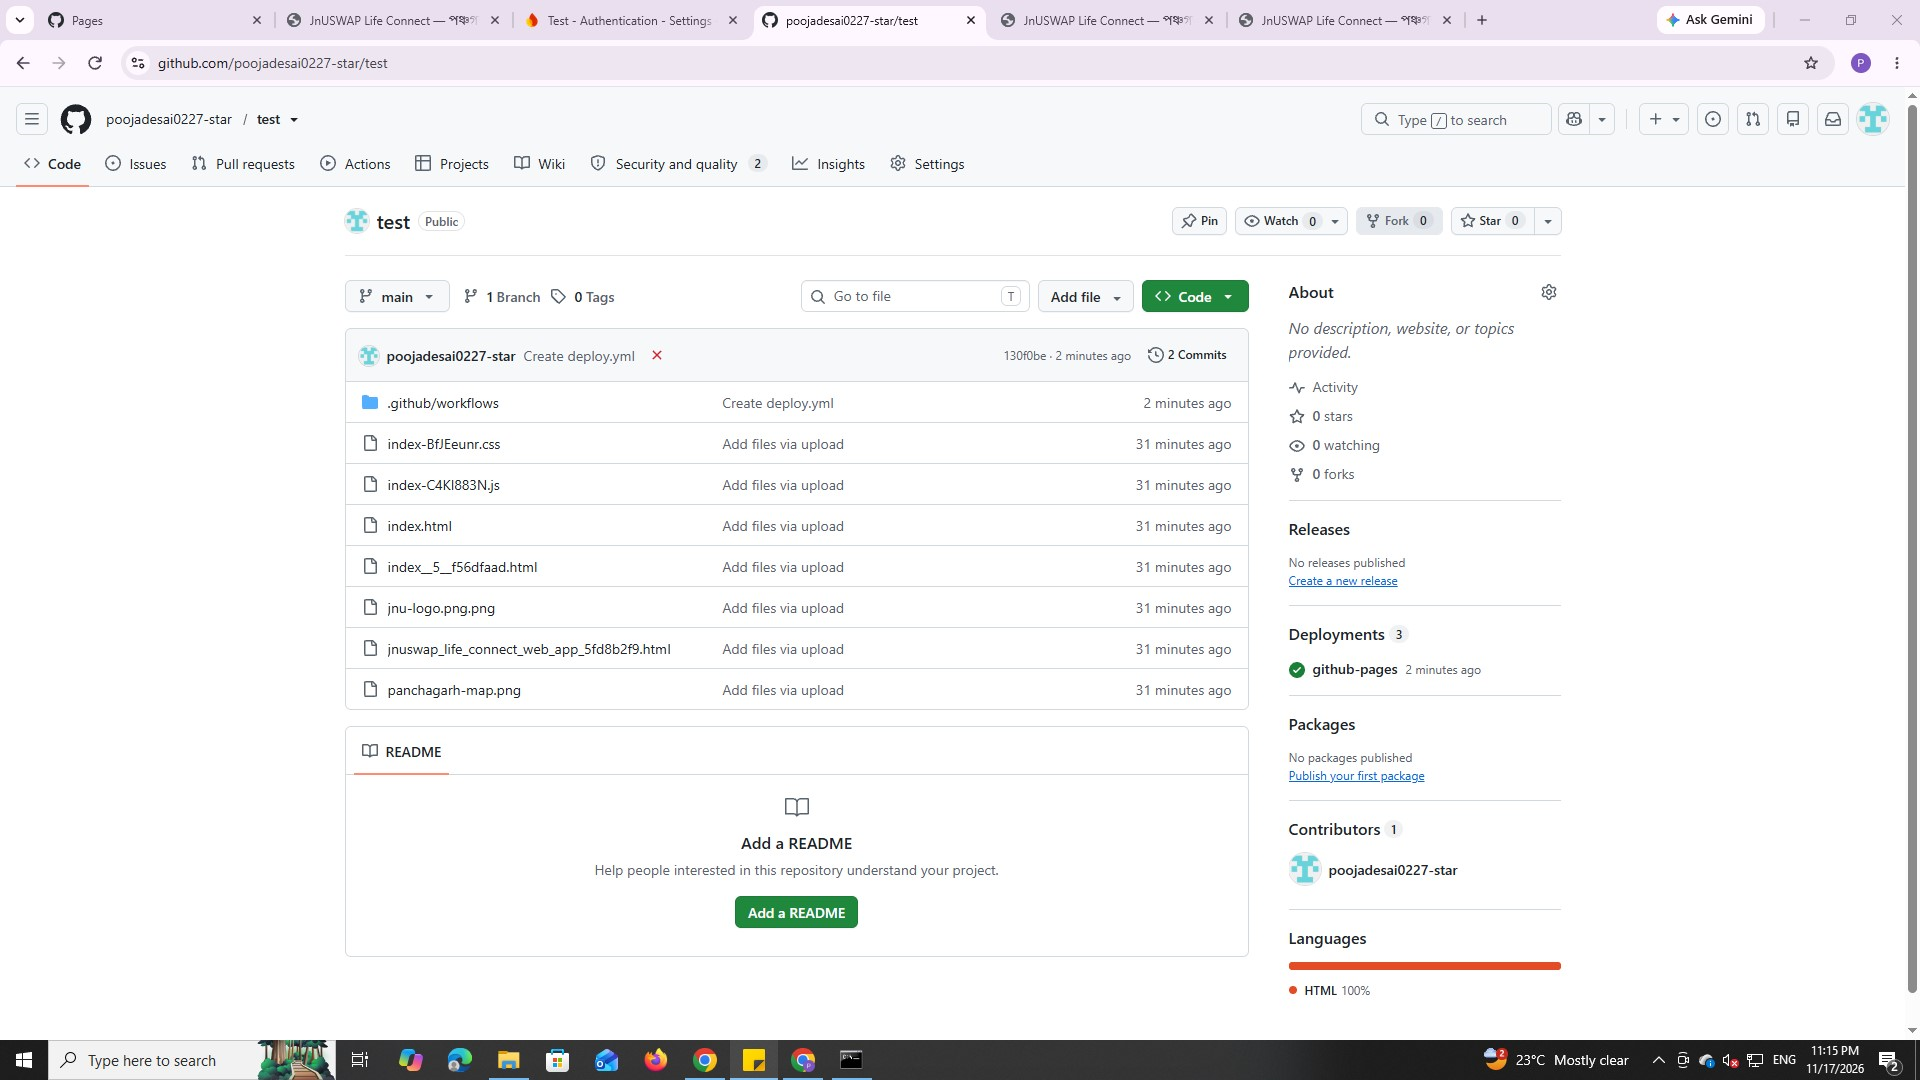 Pages
JnUSWAP Life Connect — পঞ্চগ
Test - Authentication - Settings
poojadesai0227-star/test
JnUSWAP Life Connect — পঞ্চগ
JnUSWAP Life Connect — পঞ্চগ
Ask Gemini
github.com/poojadesai0227-star/test
P
poojadesai0227-star / test
Type / to search
Code
Issues
Pull requests
Actions
Projects
Wiki
Security and quality 2
Insights
Settings
test Public
Pin
Watch 0
Fork 0
Star 0
main
1 Branch
0 Tags
Go to file T
Add file
Code
poojadesai0227-star Create deploy.yml
130f0be · 2 minutes ago
2 Commits
.github/workflows Create deploy.yml 2 minutes ago
index-BfJEeunr.css Add files via upload 31 minutes ago
index-C4KI883N.js Add files via upload 31 minutes ago
index.html Add files via upload 31 minutes ago
index__5__f56dfaad.html Add files via upload 31 minutes ago
jnu-logo.png.png Add files via upload 31 minutes ago
jnuswap_life_connect_web_app_5fd8b2f9.html Add files via upload 31 minutes ago
panchagarh-map.png Add files via upload 31 minutes ago
README
Add a README
Help people interested in this repository understand your project.
Add a README
About
No description, website, or topics
provided.
Activity
0 stars
0 watching
0 forks
Releases
No releases published
Create a new release
Deployments 3
github-pages 2 minutes ago
Packages
No packages published
Publish your first package
Contributors 1
poojadesai0227-star
Languages
HTML 100%
Type here to search
2
23°C Mostly clear
ENG
11:15 PM
11/17/2026
2